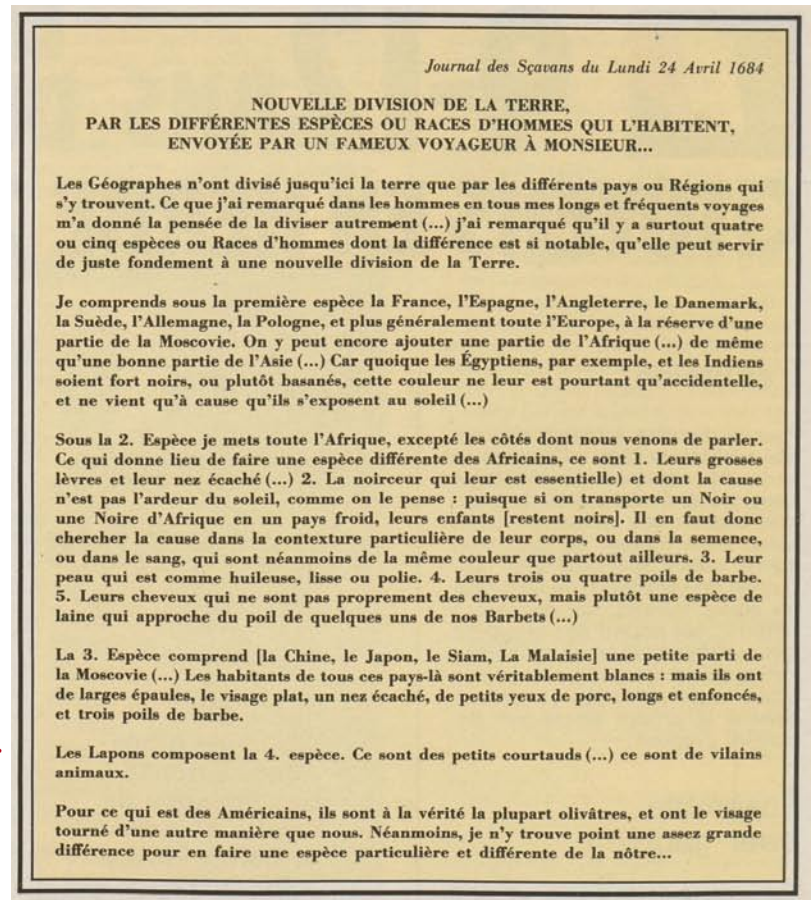 Journal des Sçavans du Lundi 24 Avril 1684
NOUVELLE DIVISION DE LA TERRE,
PAR LES DIFFÉRENTES ESPÈCES OU RACES D'HOMMES QUI L'HABITENT,
ENVOYÉE PAR UN FAMEUX VOYAGEUR À MONSIEUR...
Les Géographes n'ont divisé jusqu'ici la terre que par les différents pays ou Régions qui
s'y trouvent. Ce que j'ai remarqué dans les hommes en tous mes longs et fréquents voyages
m'a donné la pensée de la diviser autrement (...) j'ai remarqué qu'il y a surtout quatre
ou cinq espèces ou Races d'hommes dont la différence est si notable, qu'elle peut servir
de juste fondement à une nouvelle division de la Terre.
Je comprends sous la première espèce la France, l'Espagne, l'Angleterre, le Danemark,
la Suède, l'Allemagne, la Pologne, et plus généralement toute l'Europe, à la réserve d'une
partie de la Moscovie. On y peut encore ajouter une partie de l'Afrique (...) de même
qu'une bonne partie de l'Asie (...) Car quoique les Égyptiens, par exemple, et les Indiens
soient fort noirs, ou plutôt basanés, cette couleur ne leur est pourtant qu'accidentelle,
et ne vient qu'à cause qu'ils s'exposent au soleil (...)
Sous la 2. Espèce je mets toute l'Afrique, excepté les côtés dont nous venons de parler.
Ce qui donne lieu de faire une espèce différente des Africains, ce sont 1. Leurs grosses
lèvres et leur nez écaché (...) 2. La noirceur qui leur est essentielle) et dont la cause
n'est pas l'ardeur du soleil, comme on le pense : puisque si on transporte un Noir ou
une Noire d'Afrique en un pays froid, leurs enfants [restent noirs]. Il en faut donc
chercher la cause dans la contexture particulière de leur corps, ou dans la semence,
ou dans le sang, qui sont néanmoins de la même couleur que partout ailleurs. 3. Leur
peau qui est comme huileuse, lisse ou polie. 4. Leurs trois ou quatre poils de barbe.
5. Leurs cheveux qui ne sont pas proprement des cheveux, mais plutôt une espèce de
laine qui approche du poil de quelques uns de nos Barbets (...)
La 3. Espèce comprend [la Chine, le Japon, le Siam, La Malaisie] une petite parti de
la Moscovie (...) Les habitants de tous ces pays-là sont véritablement blancs : mais ils ont
de larges épaules, le visage plat, un nez écaché, de petits yeux de porc, longs et enfoncés,
et trois poils de barbe.
Les Lapons composent la 4. espèce. Ce sont des petits courtauds (...) ce sont de vilains
animaux.
Pour ce qui est des Américains, ils sont à la vérité la plupart olivâtres, et ont le visage
tourné d'une autre manière que nous. Néanmoins, je n'y trouve point une assez grande
différence pour en faire une espèce particulière et différente de la nôtre...